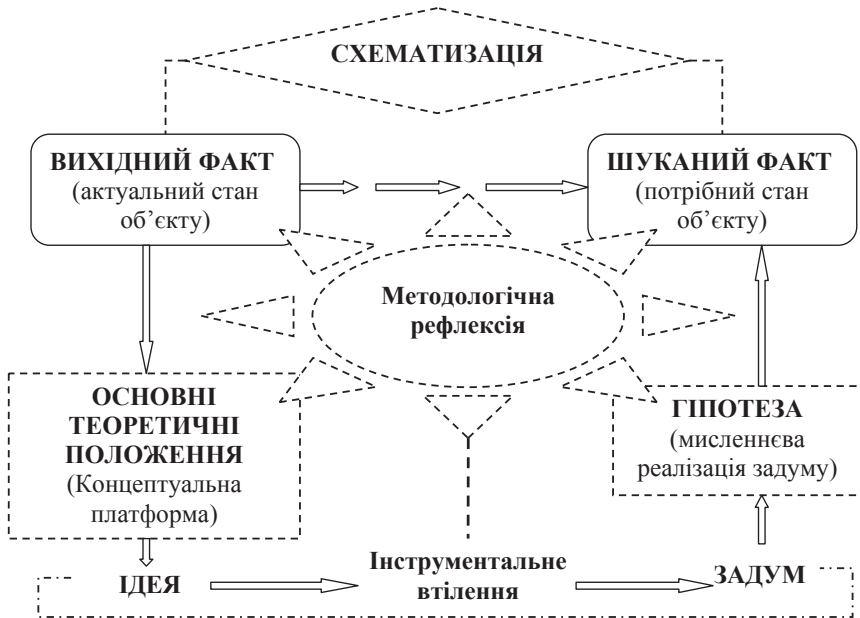 СХЕМАТИЗАЦІЯ
ВИХІДНИЙ ФАКТ
(актуальний стан
об’єкту)
ШУКАНИЙ ФАКТ
(потрібний стан
об’єкту)
Методологічна
рефлексія
ОСНОВНІ
ТЕОРЕТИЧНІ
ПОЛОЖЕННЯ
(Концептуальна
платформа)
ГІПОТЕЗА
(мисленнєва
реалізація задуму)
ІДЕЯ
Інструментальне
втілення
ЗАДУМ